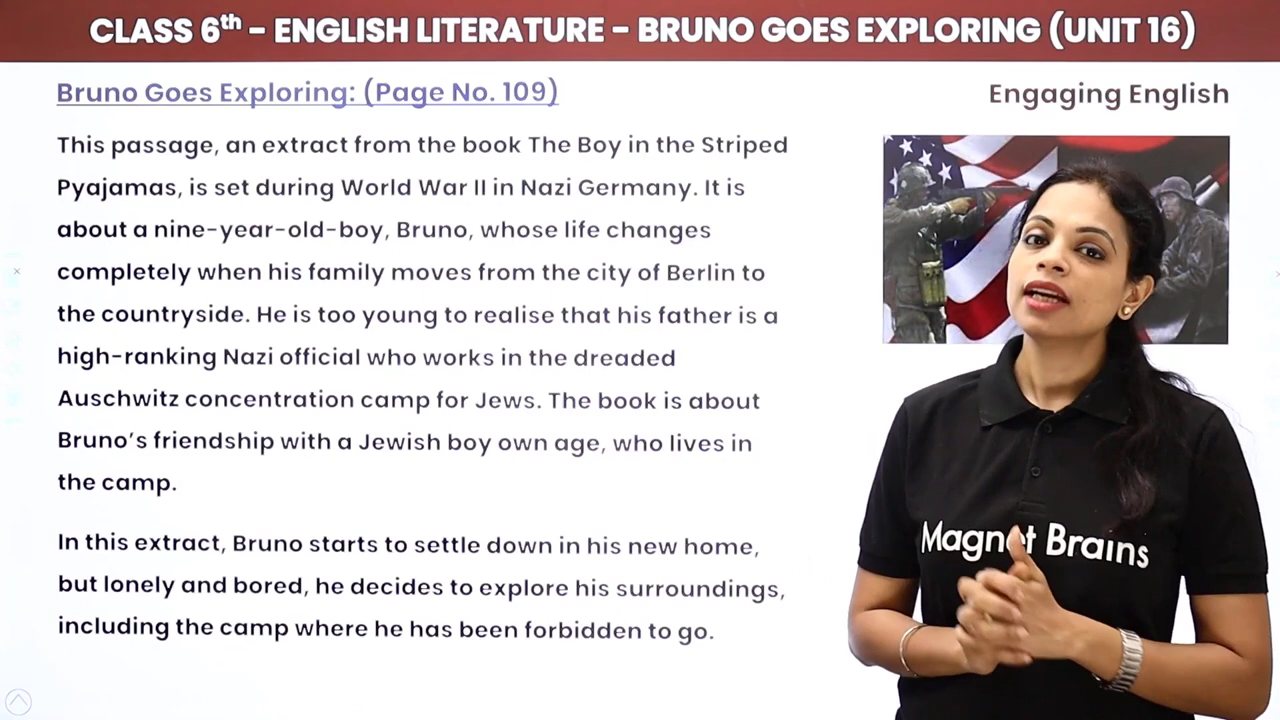 CLASS 6th – ENGLISH LITERATURE – BRUNO GOES EXPLORING (UNIT 16)
Bruno Goes Exploring: (Page No. 109)
Engaging English
This passage, an extract from the book The Boy in the Striped
Pyajamas, is set during World War II in Nazi Germany. It is
about a nine-year-old-boy, Bruno, whose life changes
completely when his family moves from the city of Berlin to
the countryside. He is too young to realise that his father is a
high-ranking Nazi official who works in the dreaded
Auschwitz concentration camp for Jews. The book is about
Bruno's friendship with a Jewish boy own age, who lives in
the camp.
In this extract, Bruno starts to settle down in his new home,
but lonely and bored, he decides to explore his surroundings,
including the camp where he has been forbidden to go.
Magnet Brains